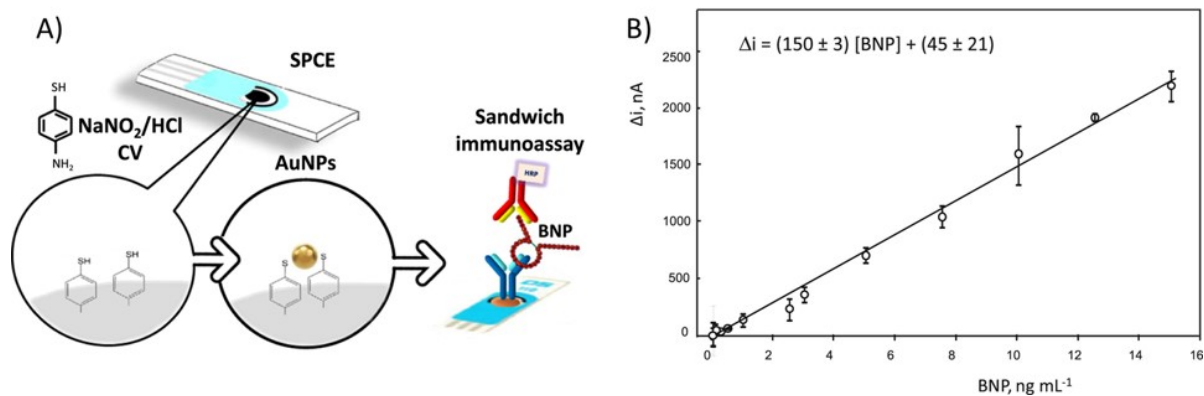 A)
SPCE
SH
NH₂
NaNO₂/HCl
CV
AuNPs
SH
SH
S
S
Sandwich
immunoassay
HRP
BNP
B)
Δi = (150 ± 3) [BNP] + (45 ± 21)
Δi, nA
2500
2000
1500
1000
500
0
0
2
4
6
8
10
12
14
16
BNP, ng mL⁻¹